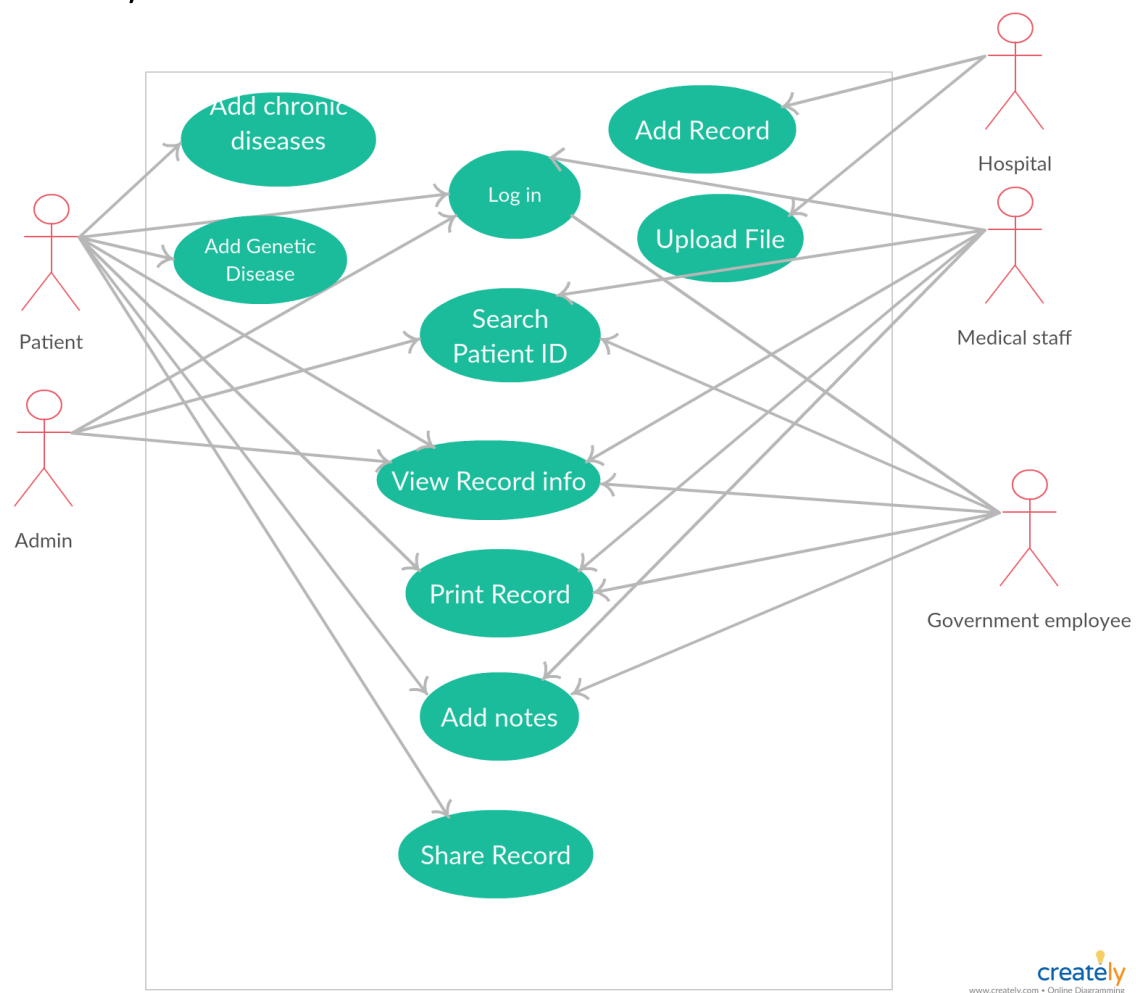 Add chronic
diseases
Add Record
Log in
Hospital
Upload File
Add Genetic
Disease
Search
Patient ID
Patient
Medical staff
View Record info
Admin
Print Record
Government employee
Add notes
Share Record
creately
www.creately.com • Online Diagramming